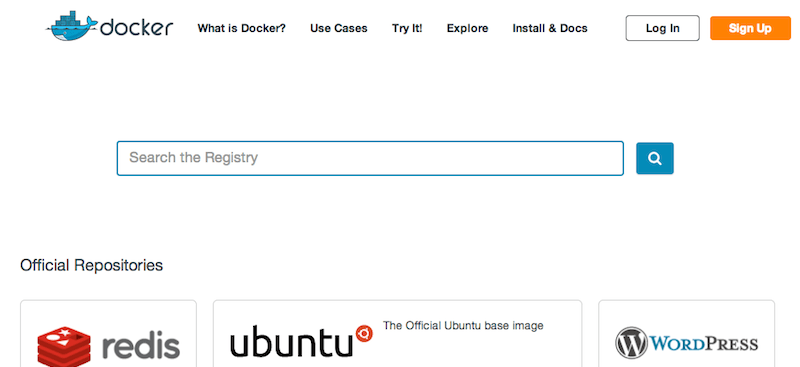 docker What is Docker? Use Cases Try It! Explore Install & Docs Log In Sign Up
Search the Registry
Official Repositories
redis ubuntu The Official Ubuntu base image WORDPRESS